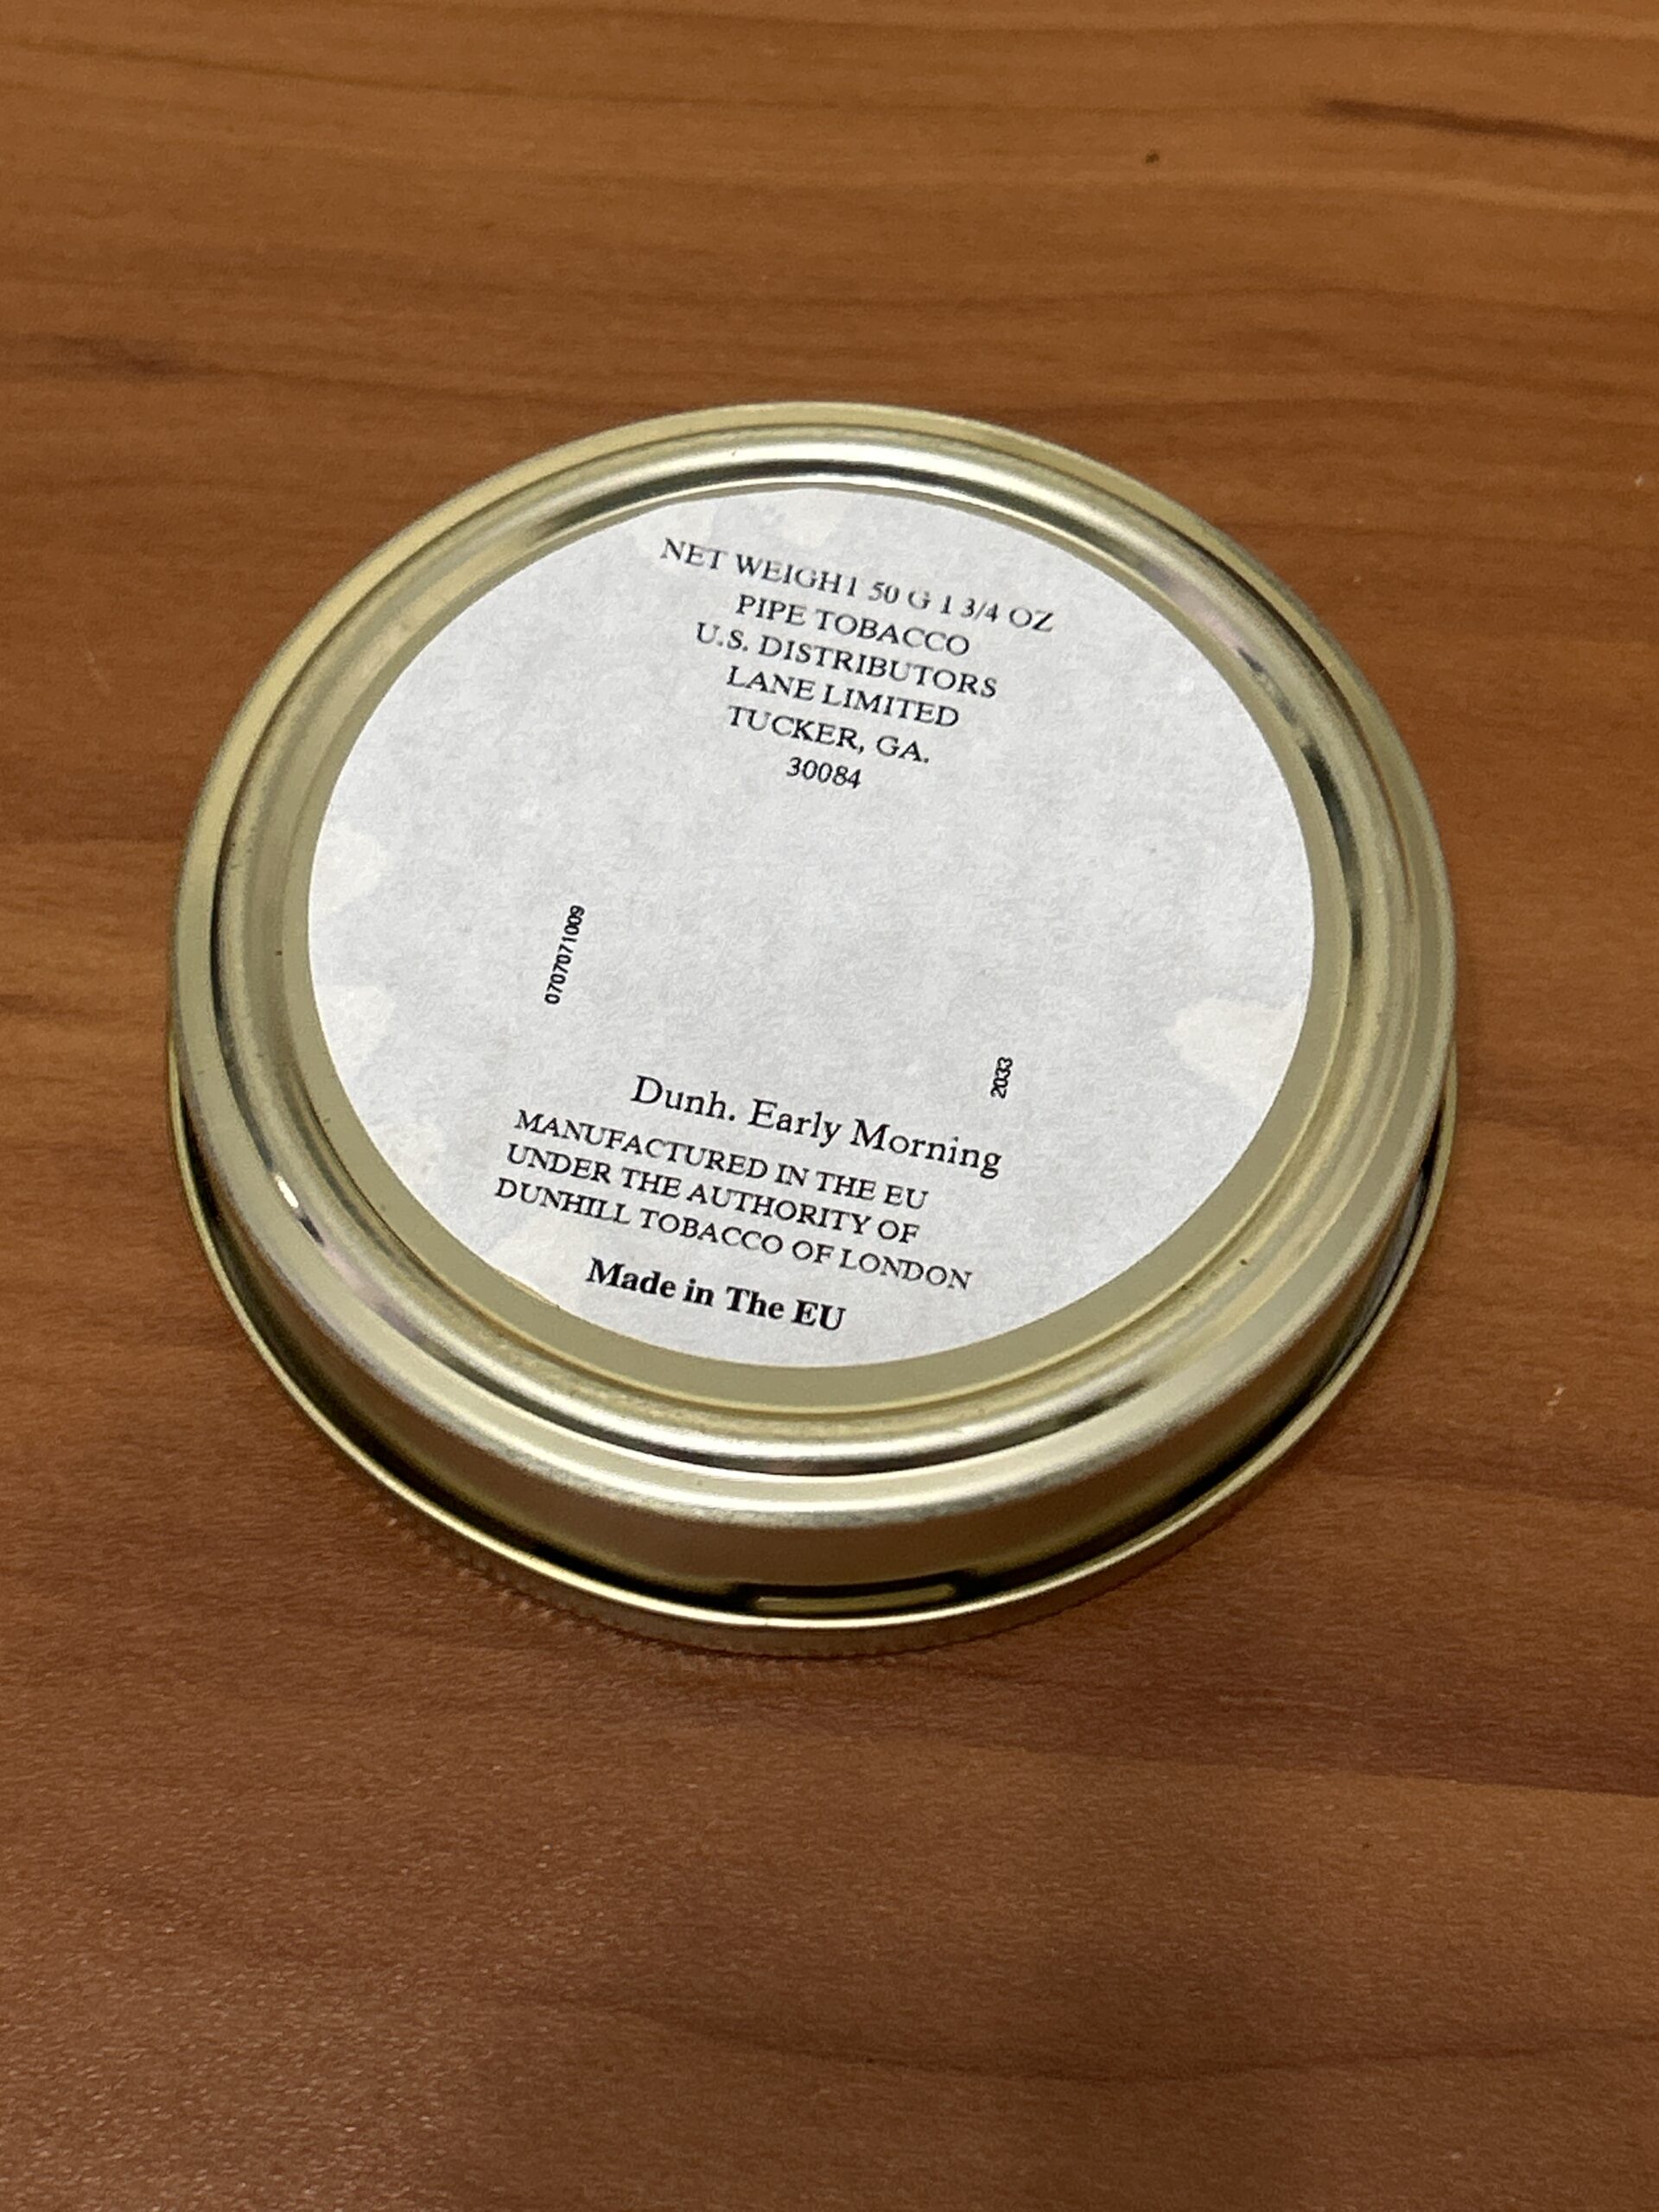 NET WEIGHT 50 G 1 3/4 OZ
PIPE TOBACCO
U.S. DISTRIBUTORS
LANE LIMITED
TUCKER, GA.
30084
0707071009
2033
Dunh. Early Morning
MANUFACTURED IN THE EU
UNDER THE AUTHORITY OF
DUNHILL TOBACCO OF LONDON
Made in The EU